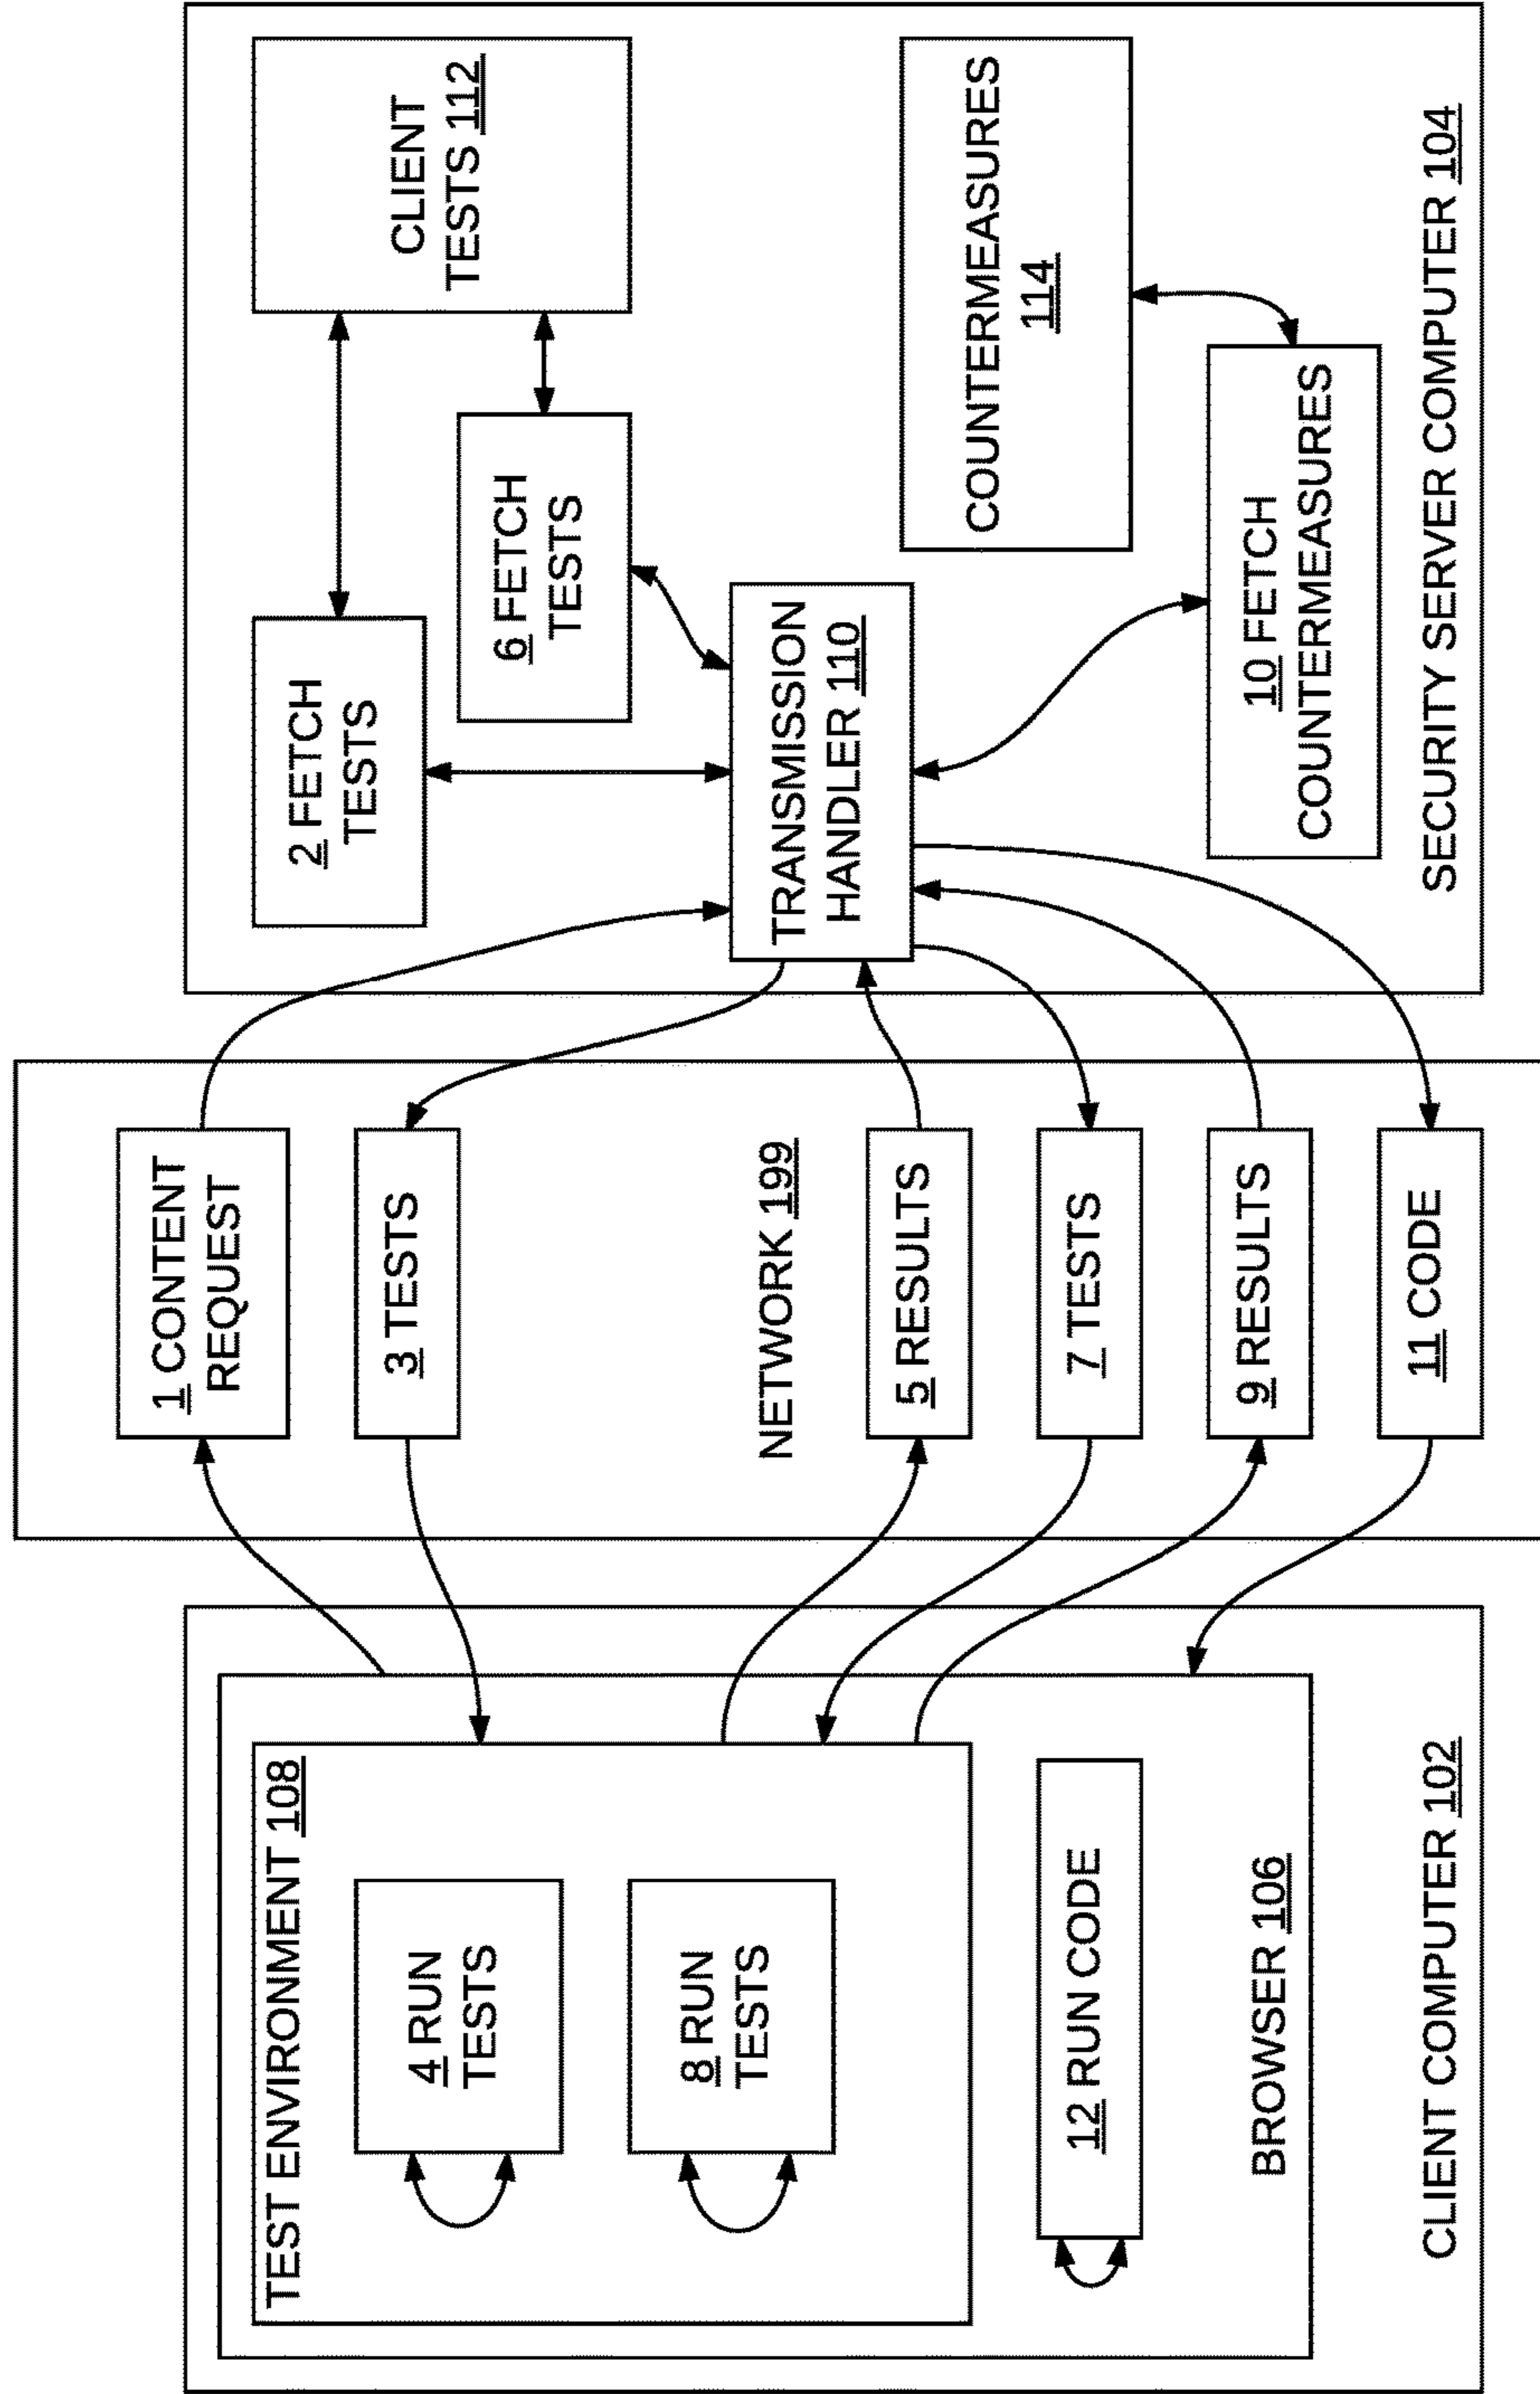 TEST ENVIRONMENT 108
4 RUN
TESTS
8 RUN
TESTS
12 RUN CODE
BROWSER 106
CLIENT COMPUTER 102
1 CONTENT
REQUEST
3 TESTS
NETWORK 199
5 RESULTS
7 TESTS
9 RESULTS
11 CODE
2 FETCH
TESTS
6 FETCH
TESTS
CLIENT
TESTS 112
TRANSMISSION
HANDLER 110
COUNTERMEASURES
114
10 FETCH
COUNTERMEASURES
SECURITY SERVER COMPUTER 104